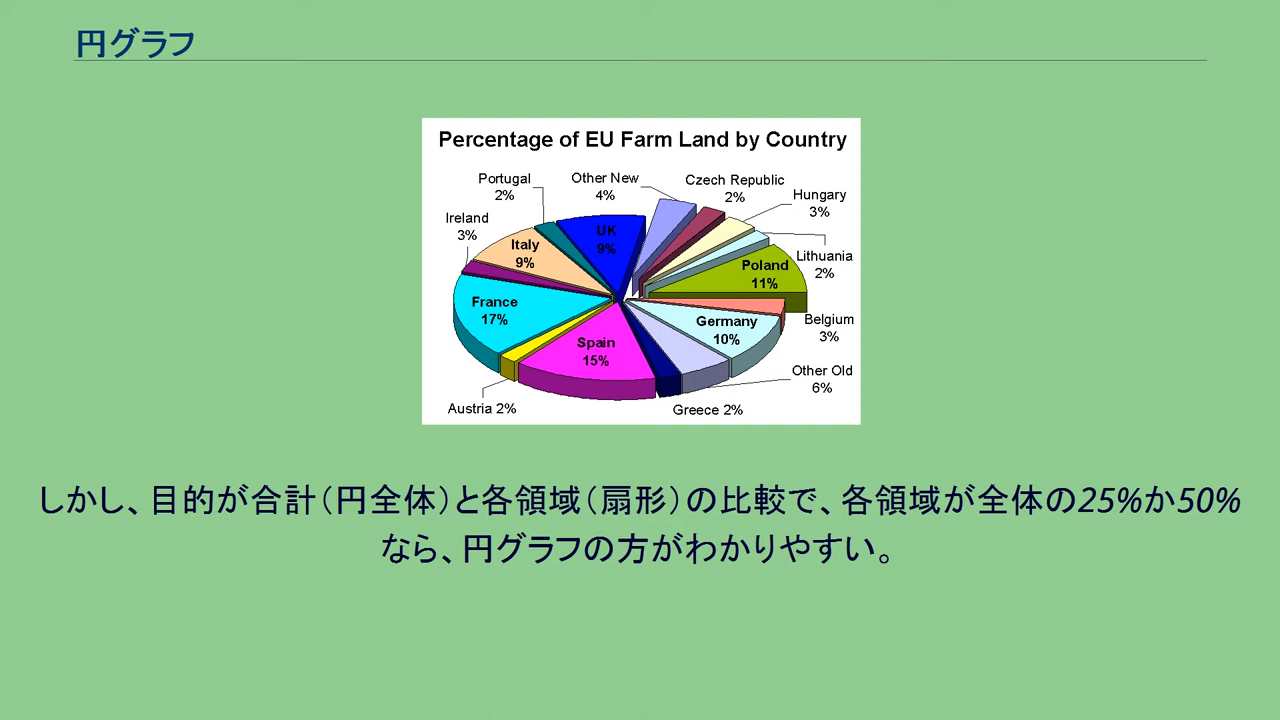 円グラフ
Percentage of EU Farm Land by Country
Portugal
2%
Other New
4%
Czech Republic
2%
Hungary
3%
Ireland
3%
Italy
9%
UK
9%
Lithuania
2%
Poland
11%
France
17%
Germany
10%
Belgium
3%
Spain
15%
Other Old
6%
Austria 2%
Greece 2%
しかし、目的が合計(円全体)と各領域(扇形)の比較で、各領域が全体の25%か50%
なら、円グラフの方がわかりやすい。